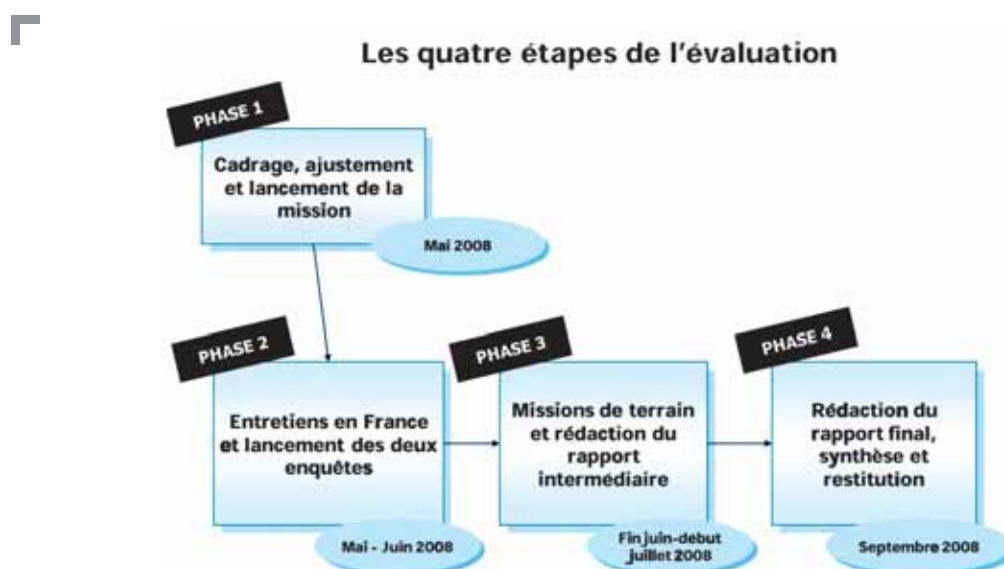 Les quatre étapes de l'évaluation
PHASE 1
Cadrage, ajustement
et lancement de la
mission
Mai 2008
PHASE 2
Entretiens en France
et lancement des deux
enquêtes
Mai - Juin 2008
PHASE 3
Missions de terrain
et rédaction du
rapport
intermédiaire
Fin juin-début
juillet 2008
PHASE 4
Rédaction du
rapport final,
synthèse et
restitution
Septembre 2008